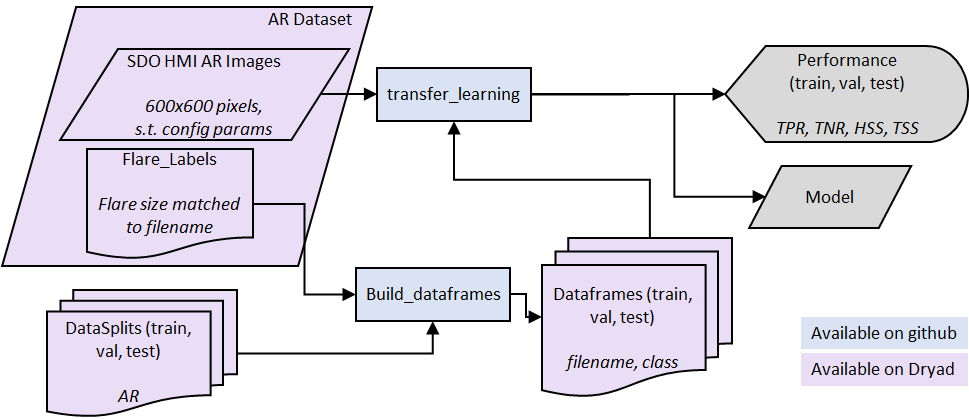 AR Dataset
SDO HMI AR Images
600x600 pixels,
s.t. config params
Flare_Labels
Flare size matched
to filename
transfer_learning
Performance
(train, val, test)
TPR, TNR, HSS, TSS
Model
Build_dataframes
DataSplits (train,
val, test)
AR
Dataframes (train,
val, test)
filename, class
Available on github
Available on Dryad